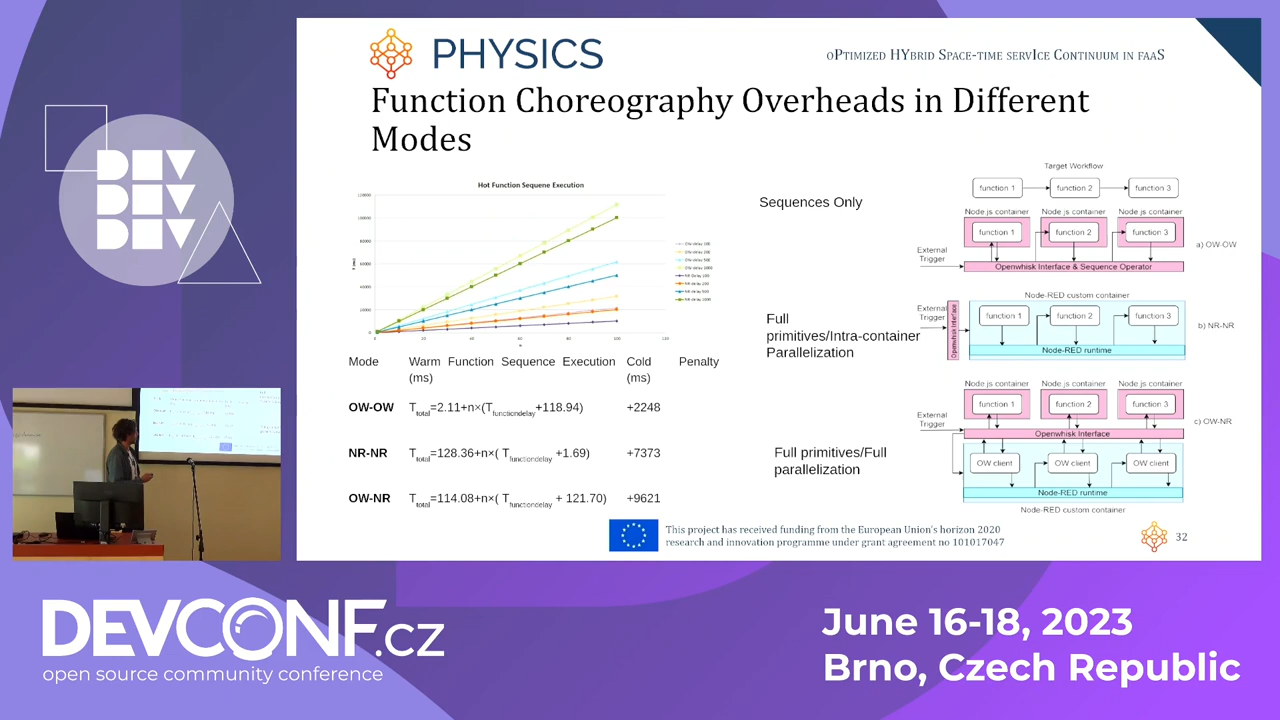 PHYSICS
oPtimized HYbrid Space-time servIce Continuum in faaS
Function Choreography Overheads in Different
Modes
Hot Function Sequene Execution
Sequences Only
Full
primitives/Intra-container
Parallelization
Full primitives/Full
parallelization
Mode Warm Function Sequence Execution (ms) Cold Penalty (ms)
OW-OW Ttotal=2.11+n×(Tfunctiondelay+118.94) +2248
NR-NR Ttotal=128.36+n×( Tfunctiondelay +1.69) +7373
OW-NR Ttotal=114.08+n×( Tfunctiondelay + 121.70) +9621
Target Workflow
function 1 function 2 function 3
Node js container Node js container Node js container
function 1 function 2 function 3
External
Trigger
Openwhisk Interface & Sequence Operator
a) OW-OW
Node-RED custom container
External
Trigger
Openwhisk Interface
function 1 function 2 function 3
Node-RED runtime
b) NR-NR
Node js container Node js container Node js container
function 1 function 2 function 3
External
Trigger
Openwhisk Interface
c) OW-NR
OW client OW client OW client
Node-RED runtime
Node-RED custom container
This project has received funding from the European Union's horizon 2020
research and innovation programme under grant agreement no 101017047
32
DEV
DEV
DEV
DEVCONF.cz
open source community conference
June 16-18, 2023
Brno, Czech Republic